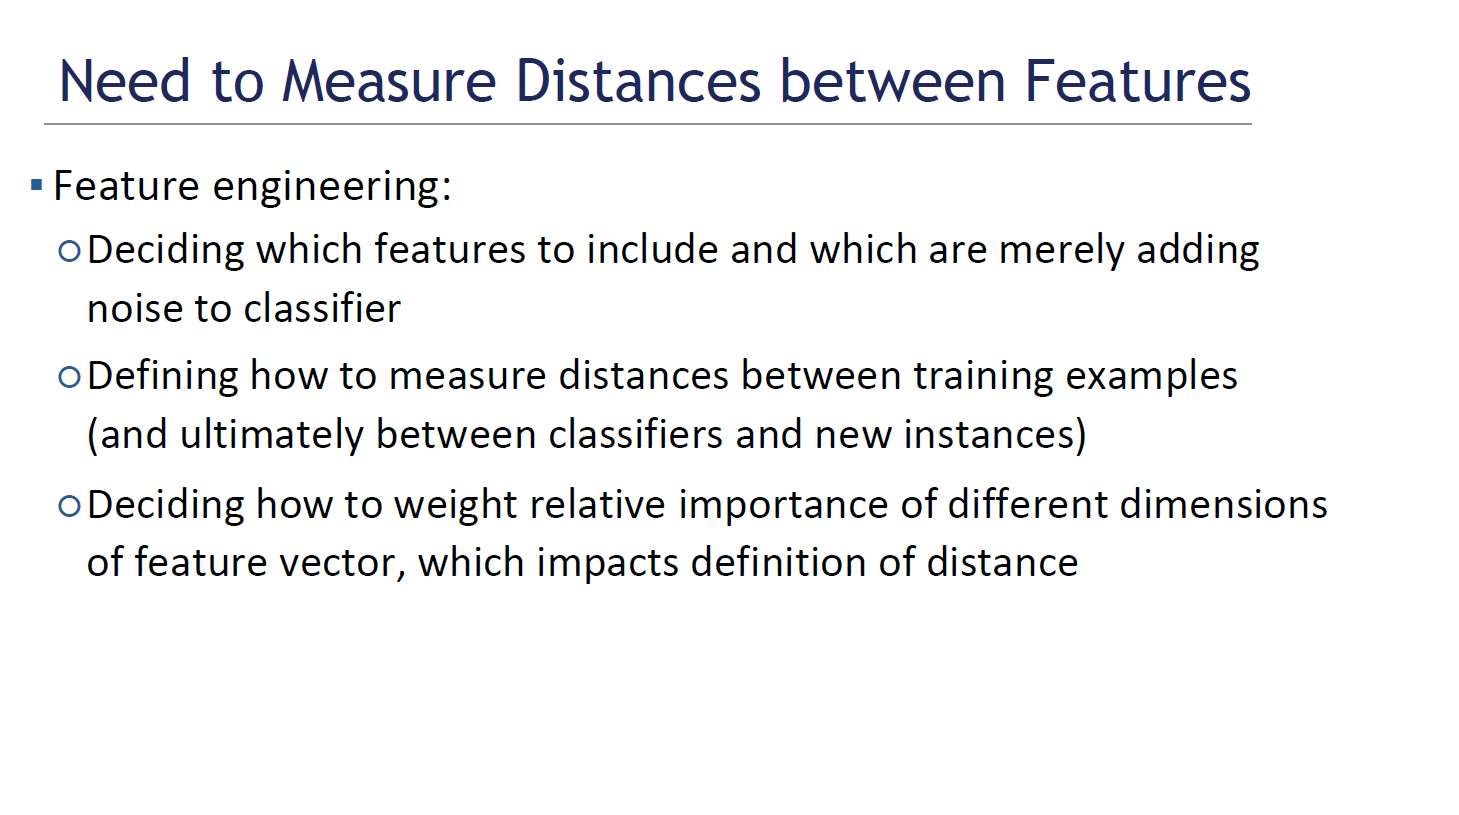 Need to Measure Distances between Features
▪ Feature engineering:
○ Deciding which features to include and which are merely adding
noise to classifier
○ Defining how to measure distances between training examples
(and ultimately between classifiers and new instances)
○ Deciding how to weight relative importance of different dimensions
of feature vector, which impacts definition of distance